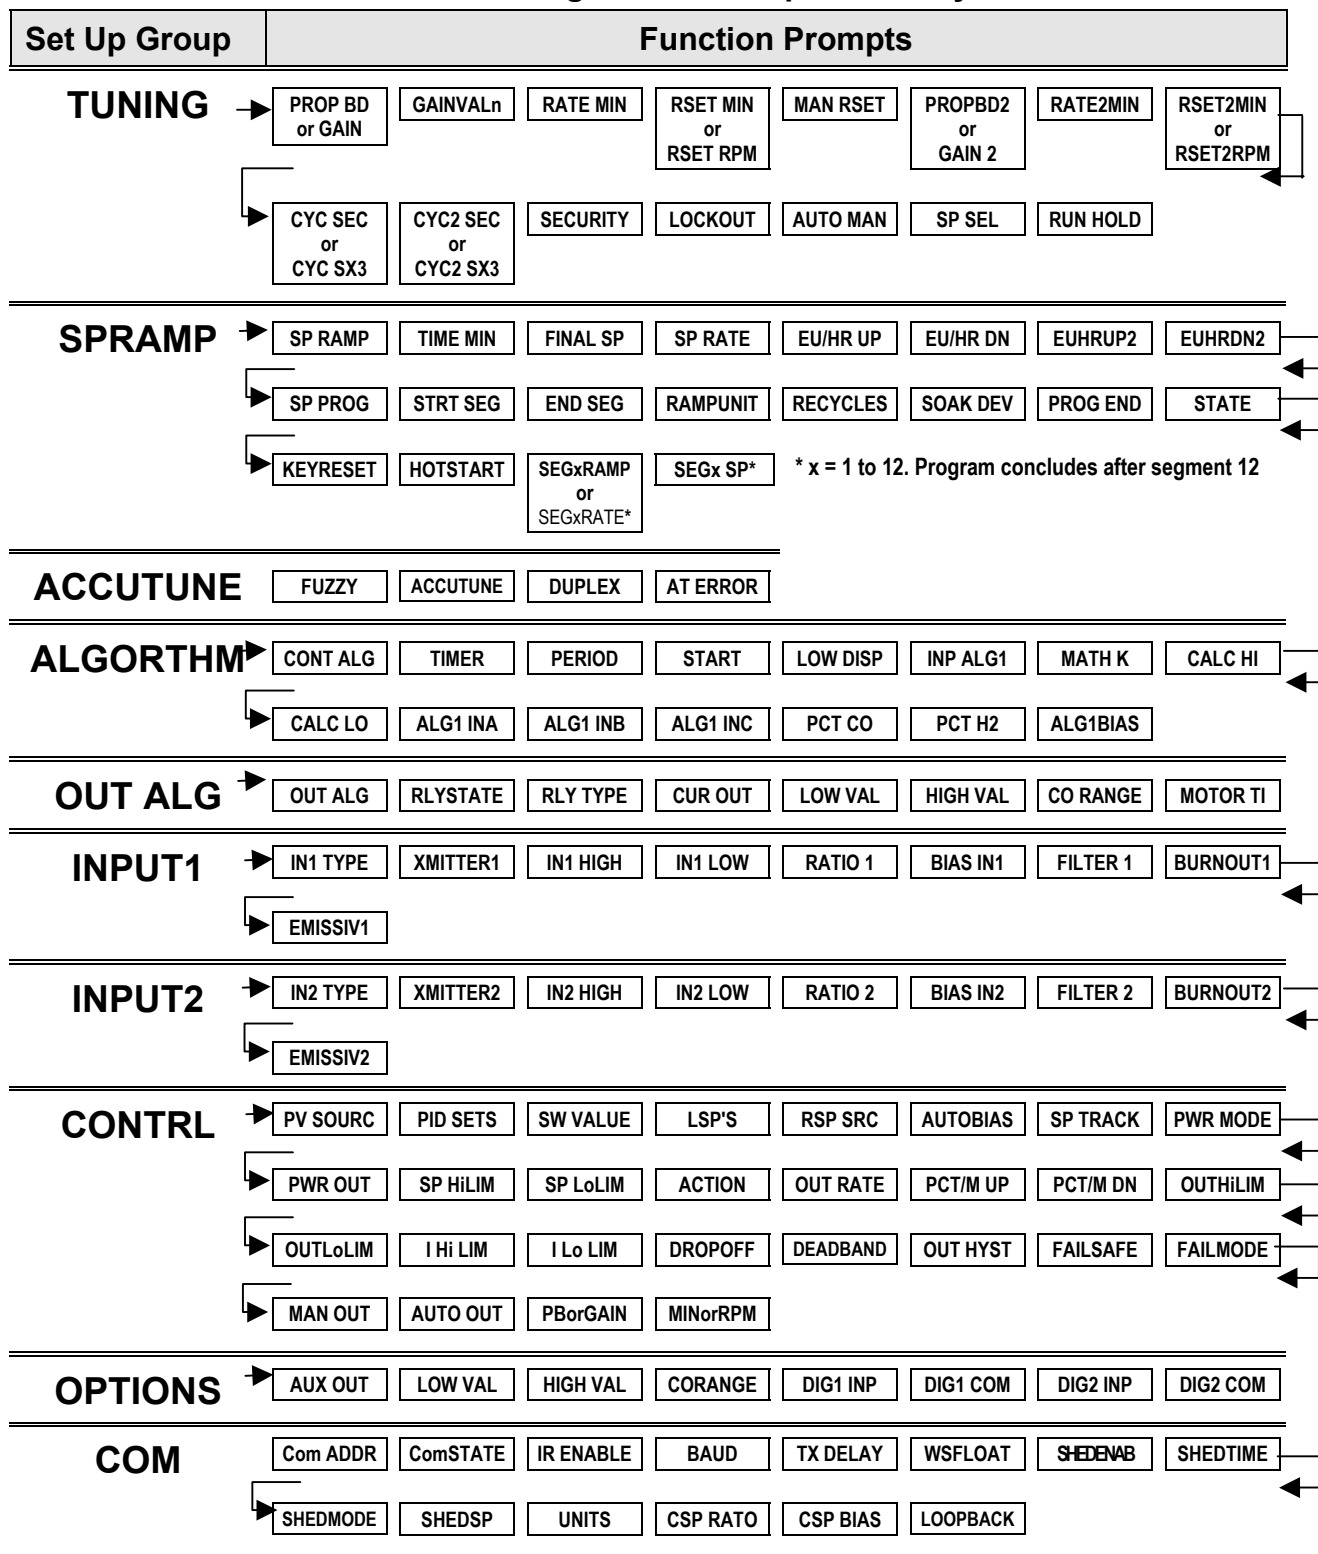 Set Up Group Function Prompts
TUNING
PROP BD or GAIN
GAINVALn
RATE MIN
RSET MIN or RSET RPM
MAN RSET
PROPBD2 or GAIN 2
RATE2MIN
RSET2MIN or RSET2RPM
CYC SEC or CYC SX3
CYC2 SEC or CYC2 SX3
SECURITY
LOCKOUT
AUTO MAN
SP SEL
RUN HOLD
SPRAMP
SP RAMP
TIME MIN
FINAL SP
SP RATE
EU/HR UP
EU/HR DN
EUHRUP2
EUHRDN2
SP PROG
STRT SEG
END SEG
RAMPUNIT
RECYCLES
SOAK DEV
PROG END
STATE
KEYRESET
HOTSTART
SEGxRAMP or SEGxRATE*
SEGx SP*
* x = 1 to 12. Program concludes after segment 12
ACCUTUNE
FUZZY
ACCUTUNE
DUPLEX
AT ERROR
ALGORTHM
CONT ALG
TIMER
PERIOD
START
LOW DISP
INP ALG1
MATH K
CALC HI
CALC LO
ALG1 INA
ALG1 INB
ALG1 INC
PCT CO
PCT H2
ALG1BIAS
OUT ALG
OUT ALG
RLYSTATE
RLY TYPE
CUR OUT
LOW VAL
HIGH VAL
CO RANGE
MOTOR TI
INPUT1
IN1 TYPE
XMITTER1
IN1 HIGH
IN1 LOW
RATIO 1
BIAS IN1
FILTER 1
BURNOUT1
EMISSIV1
INPUT2
IN2 TYPE
XMITTER2
IN2 HIGH
IN2 LOW
RATIO 2
BIAS IN2
FILTER 2
BURNOUT2
EMISSIV2
CONTRL
PV SOURC
PID SETS
SW VALUE
LSP'S
RSP SRC
AUTOBIAS
SP TRACK
PWR MODE
PWR OUT
SP HiLIM
SP LoLIM
ACTION
OUT RATE
PCT/M UP
PCT/M DN
OUTHiLIM
OUTLoLIM
I Hi LIM
I Lo LIM
DROPOFF
DEADBAND
OUT HYST
FAILSAFE
FAILMODE
MAN OUT
AUTO OUT
PBorGAIN
MINorRPM
OPTIONS
AUX OUT
LOW VAL
HIGH VAL
CORANGE
DIG1 INP
DIG1 COM
DIG2 INP
DIG2 COM
COM
Com ADDR
ComSTATE
IR ENABLE
BAUD
TX DELAY
WSFLOAT
SHEDENAB
SHEDTIME
SHEDMODE
SHEDSP
UNITS
CSP RATO
CSP BIAS
LOOPBACK